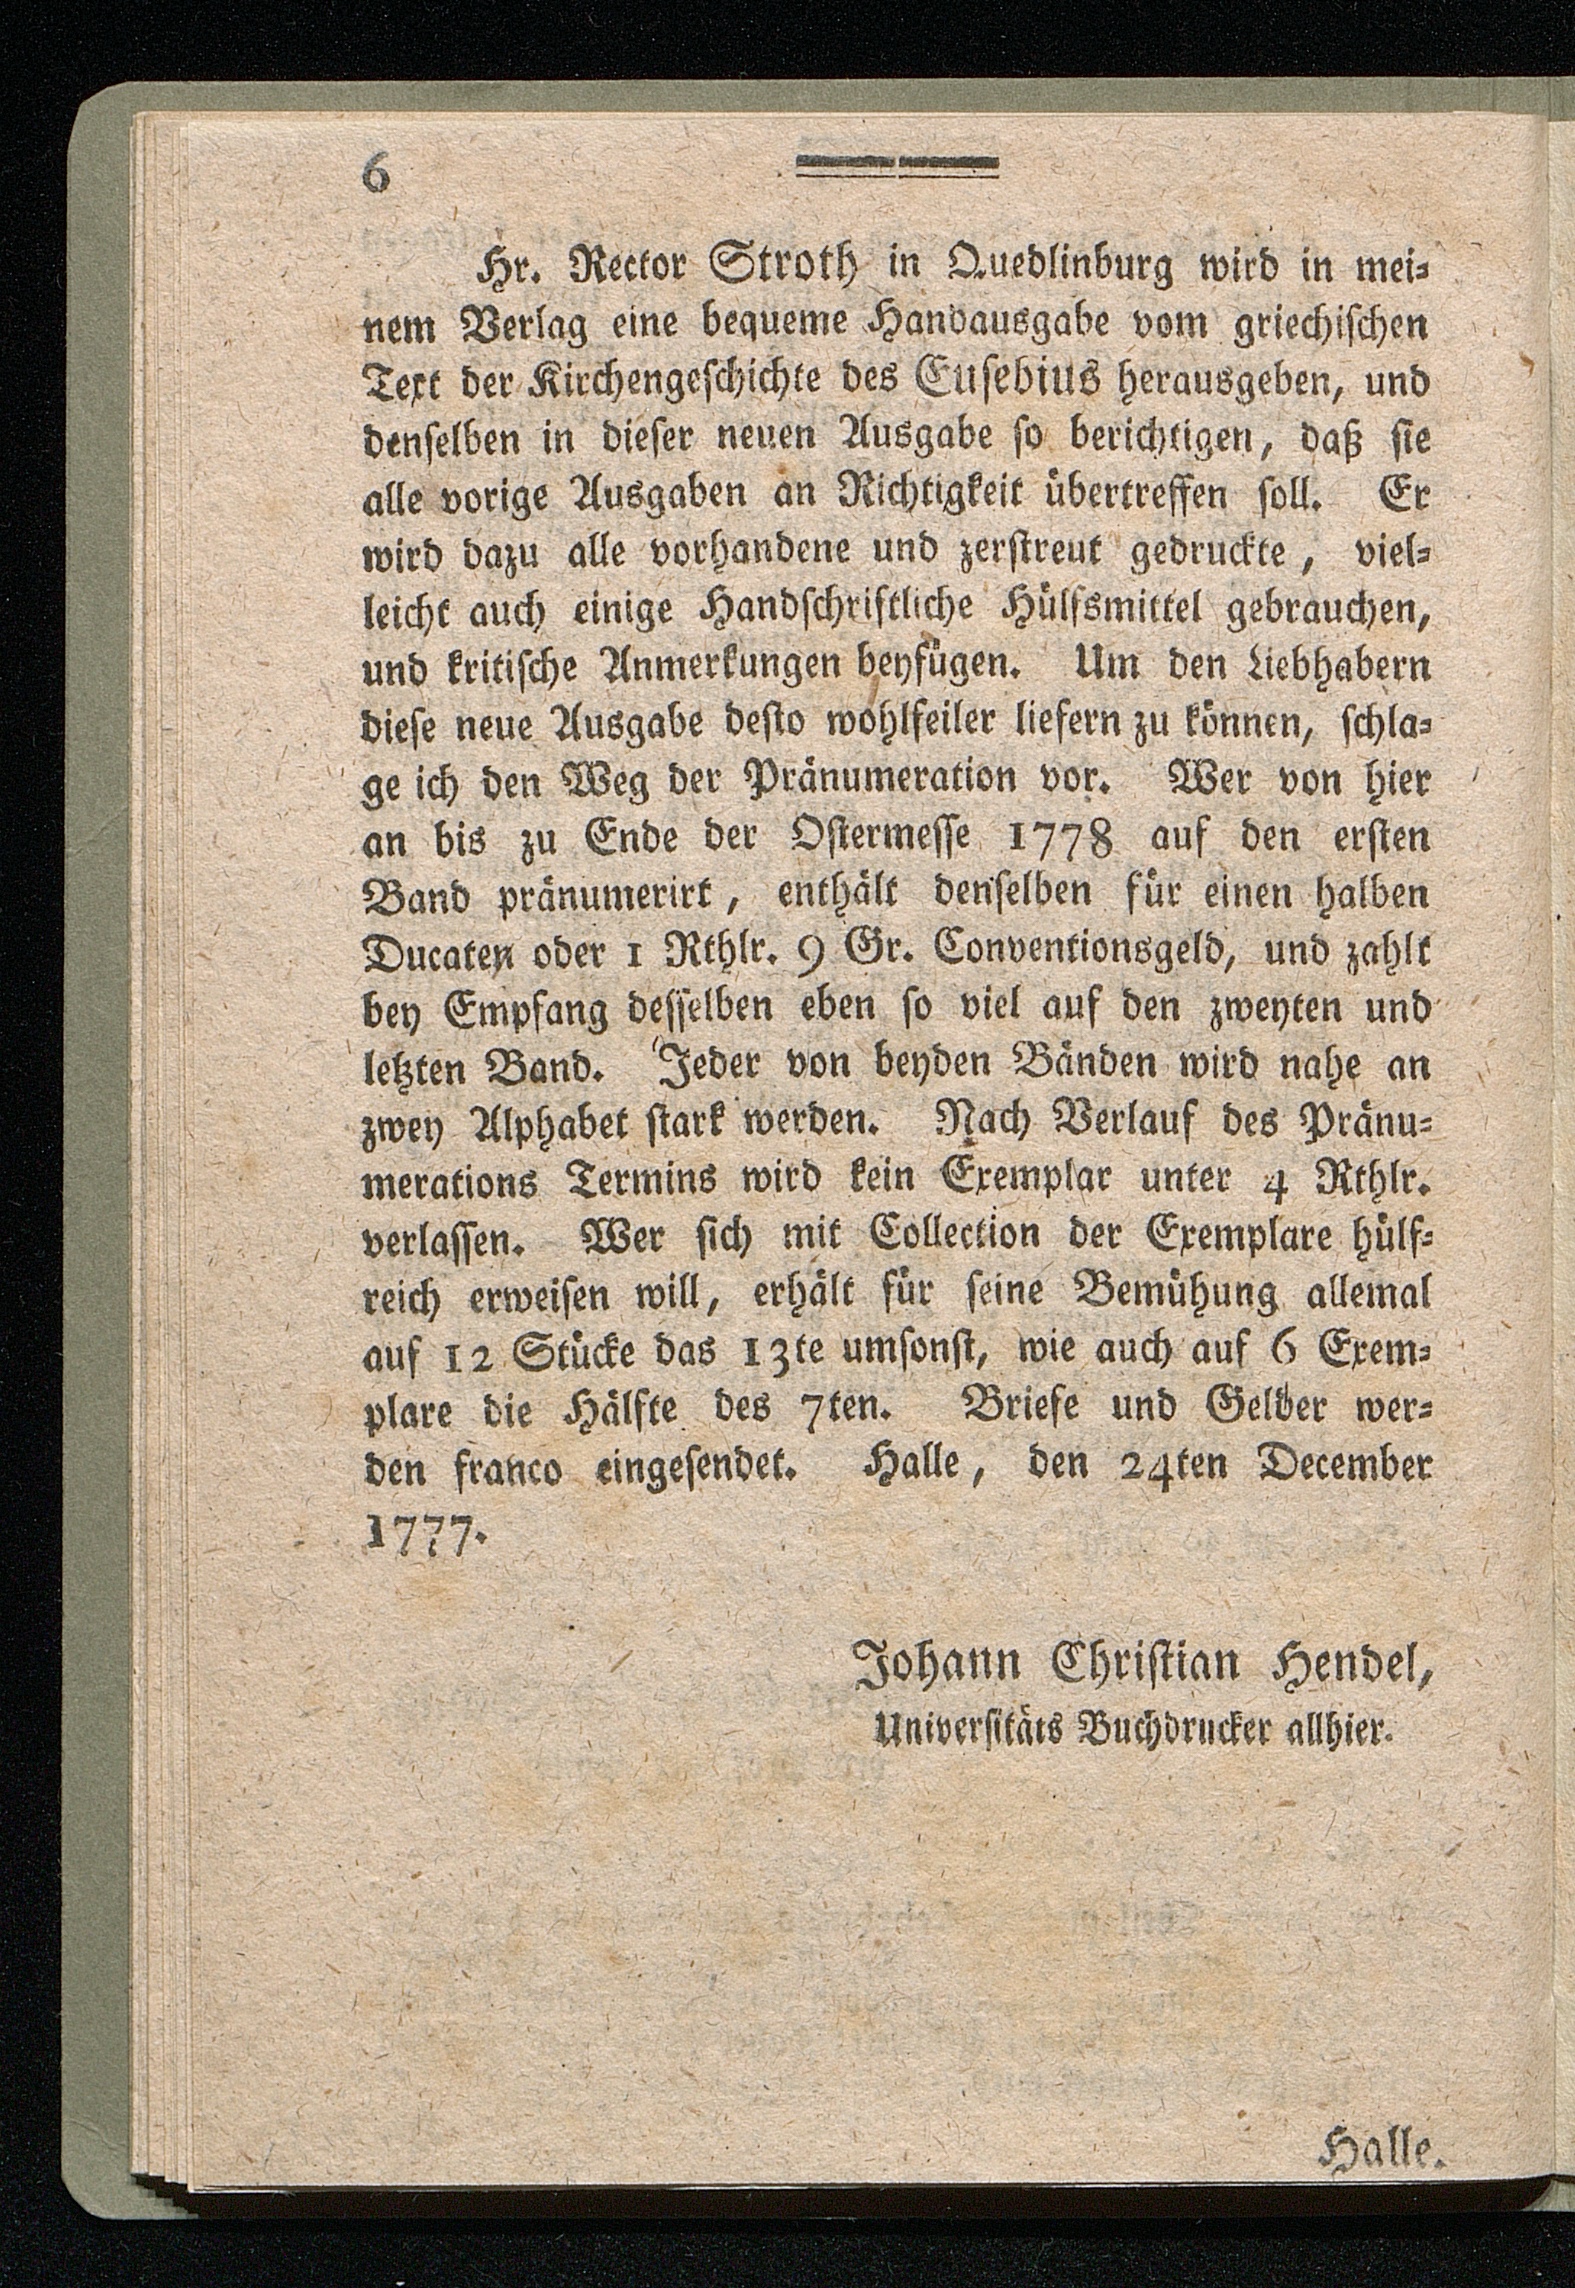 6
Hr. Rector Stroth in Quedlinburg wird in mei=
nem Verlag eine bequeme Handausgabe vom griechischen
Text der Kirchengeschichte des Eusebius herausgeben, und
denselben in dieser neuen Ausgabe so berichtigen, daß sie
alle vorige Ausgaben an Richtigkeit übertreffen soll. Er
wird dazu alle vorhandene und zerstreut gedruckte, viel=
leicht auch einige Handschriftliche Hülfsmittel gebrauchen,
und kritische Anmerkungen beyfügen. Um den Liebhabern
diese neue Ausgabe desto wohlfeiler liefern zu können, schla=
ge ich den Weg der Pränumeration vor. Wer von hier
an bis zu Ende der Ostermesse 1778 auf den ersten
Band pränumerirt, enthält denselben für einen halben
Ducaten oder 1 Rthlr. 9 Gr. Conventionsgeld, und zahlt
bey Empfang desselben eben so viel auf den zweyten und
letzten Band. Jeder von beyden Bänden wird nahe an
zwey Alphabet stark werden. Nach Verlauf des Pränu=
merations Termins wird kein Exemplar unter 4 Rthlr.
verlassen. Wer sich mit Collection der Exemplare hülf=
reich erweisen will, erhält für seine Bemühung allemal
auf 12 Stücke das 13te umsonst, wie auch auf 6 Exem=
plare die Hälfte des 7ten. Briefe und Gelder wer=
den franco eingesendet. Halle, den 24ten December
1777.
Johann Christian Hendel,
Universitäts Buchdrucker allhier.
Halle.